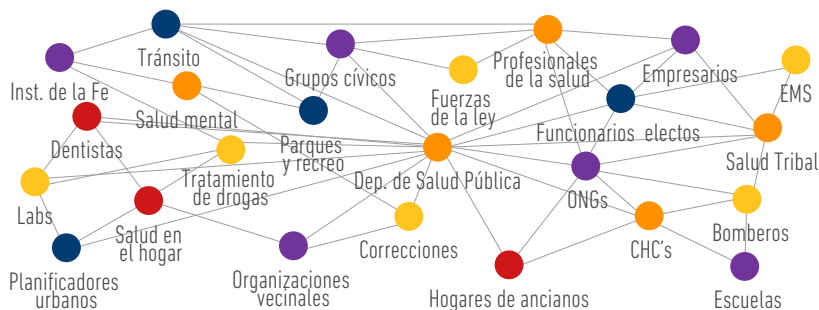 Tránsito
Grupos cívicos
Profesionales
de la salud
Empresarios
EMS
Inst. de la Fe
Salud mental
Fuerzas
de la ley
Funcionarios electos
Dentistas
Parques
y recreo
Salud Tribal
Tratamiento
de drogas
Dep. de Salud Pública
ONGs
Labs
Salud en
el hogar
Correcciones
CHC's
Bomberos
Planificadores
urbanos
Organizaciones
vecinales
Hogares de ancianos
Escuelas